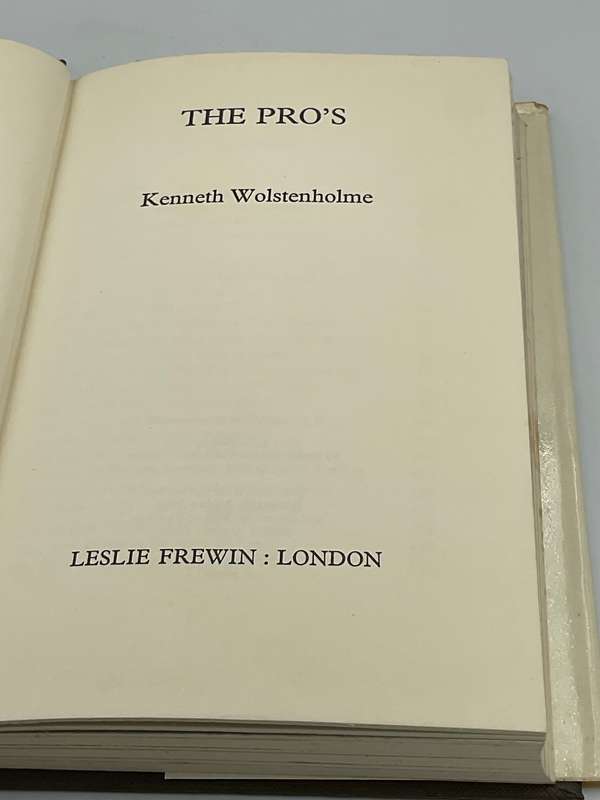 THE PRO'S
Kenneth Wolstenholme
LESLIE FREWIN : LONDON